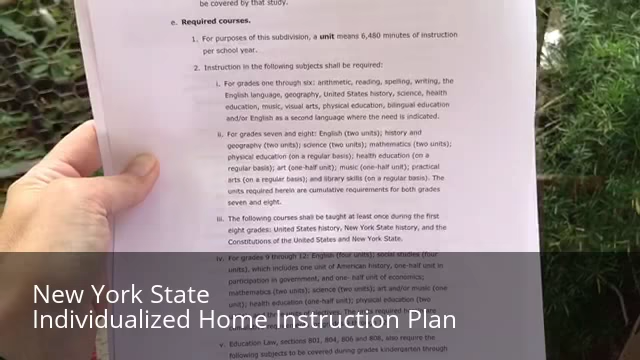 be covered by that study.
e. Required courses.
1. For purposes of this subdivision, a unit means 6,480 minutes of instruction
per school year.
2. Instruction in the following subjects shall be required:
i. For grades one through six: arithmetic, reading, spelling, writing, the
English language, geography, United States history, science, health
education, music, visual arts, physical education, bilingual education
and/or English as a second language where the need is indicated.
ii. For grades seven and eight: English (two units); history and
geography (two units); science (two units); mathematics (two units);
physical education (on a regular basis); health education (on a
regular basis); art (one-half unit); music (one-half unit); practical
arts (on a regular basis); and library skills (on a regular basis). The
units required herein are cumulative requirements for both grades
seven and eight.
iii. The following courses shall be taught at least once during the first
eight grades: United States history, New York State history, and the
Constitutions of the United States and New York State.
iv. For grades 9 through 12: English (four units); social studies (four
units), which includes one unit of American history, one-half unit in
participation in government, and one- half unit of economics;
mathematics (two units); science (two units); art and/or music (one
unit); health education (one-half unit); physical education (two
New York State
Individualized Home Instruction Plan
v. Education Law, sections 801, 804, 806 and 808, also require the
following subjects to be covered during grades kindergarten through